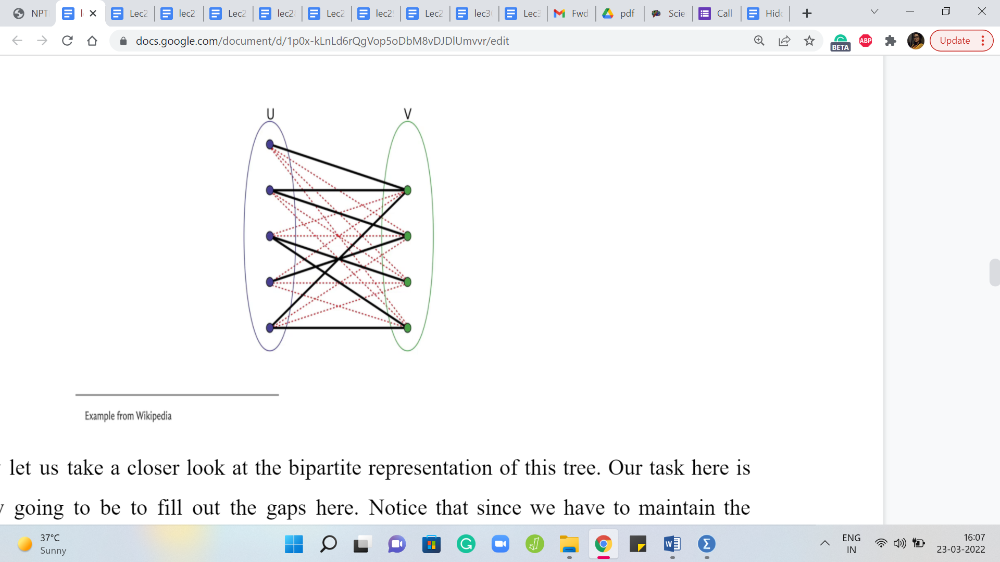 NPT
l
Lec2
lec2
Lec2
lec2
Lec2
lec2
Lec2
lec3
Lec3
Fwd
pdf
Scie
Call
Hidd
docs.google.com/document/d/1p0x-kLnLd6rQgVop5oDbM8vDJDlUmvvr/edit
BETA
ABP
Update
U V
Example from Wikipedia
let us take a closer look at the bipartite representation of this tree. Our task here is
y going to be to fill out the gaps here. Notice that since we have to maintain the
37°C
Sunny
ENG
IN
16:07
23-03-2022